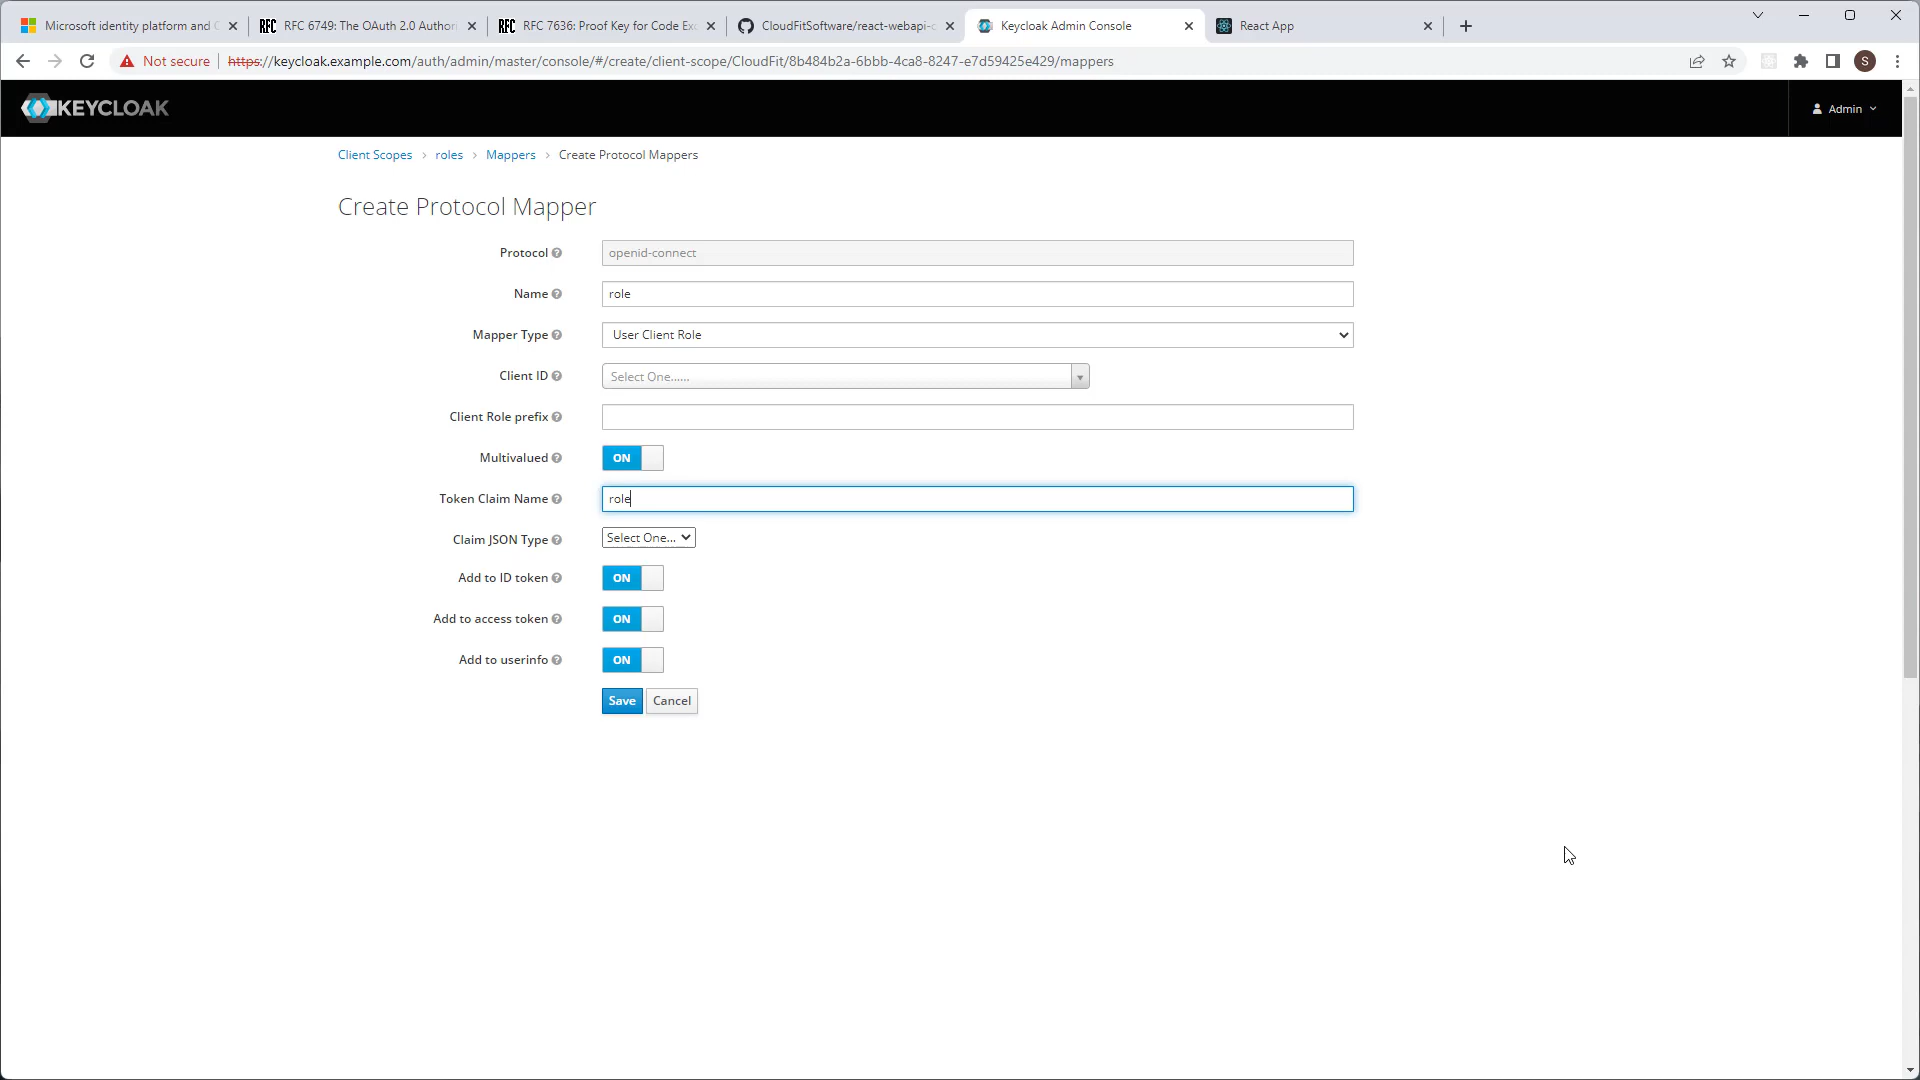 Microsoft identity platform and
RFC 6749: The OAuth 2.0 Authori
RFC 7636: Proof Key for Code Exc
CloudFitSoftware/react-webapi-
Keycloak Admin Console
React App
Not secure
https://keycloak.example.com/auth/admin/master/console/#/create/client-scope/CloudFit/8b484b2a-6bbb-4ca8-8247-e7d59425e429/mappers
S
KEYCLOAK
Admin
Client Scopes > roles > Mappers > Create Protocol Mappers
Create Protocol Mapper
Protocol
openid-connect
Name
role
Mapper Type
User Client Role
Client ID
Select One......
Client Role prefix
Multivalued
ON
Token Claim Name
role
Claim JSON Type
Select One...
Add to ID token
ON
Add to access token
ON
Add to userinfo
ON
Save
Cancel